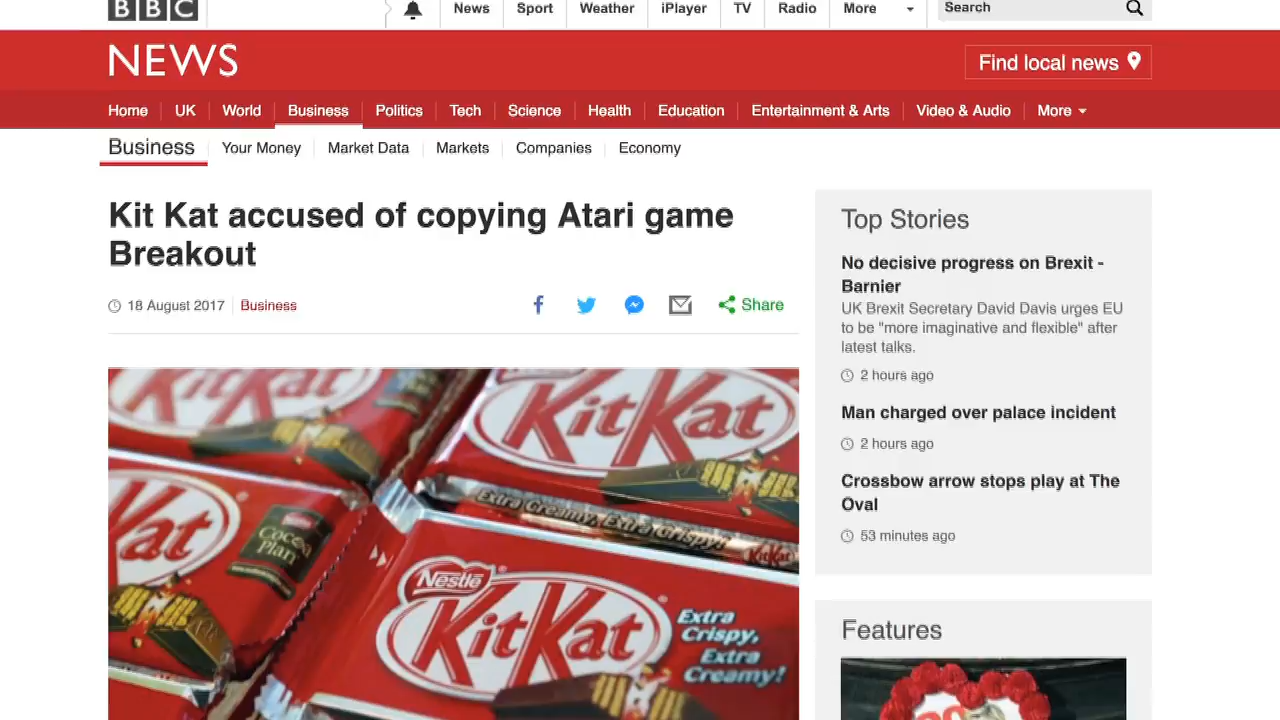 BBC
News Sport Weather iPlayer TV Radio More Search
NEWS
Find local news
Home UK World Business Politics Tech Science Health Education Entertainment & Arts Video & Audio More
Business Your Money Market Data Markets Companies Economy
Kit Kat accused of copying Atari game
Breakout
18 August 2017 Business
Share
KitKat
KitKat
Extra Creamy, Extra Crispy!
KitKat
Kat
Nestle
Cocoa
Plan
Nestlé
KitKat
Extra
Crispy,
Extra
Creamy!
Top Stories
No decisive progress on Brexit -
Barnier
UK Brexit Secretary David Davis urges EU
to be "more imaginative and flexible" after
latest talks.
2 hours ago
Man charged over palace incident
2 hours ago
Crossbow arrow stops play at The
Oval
53 minutes ago
Features